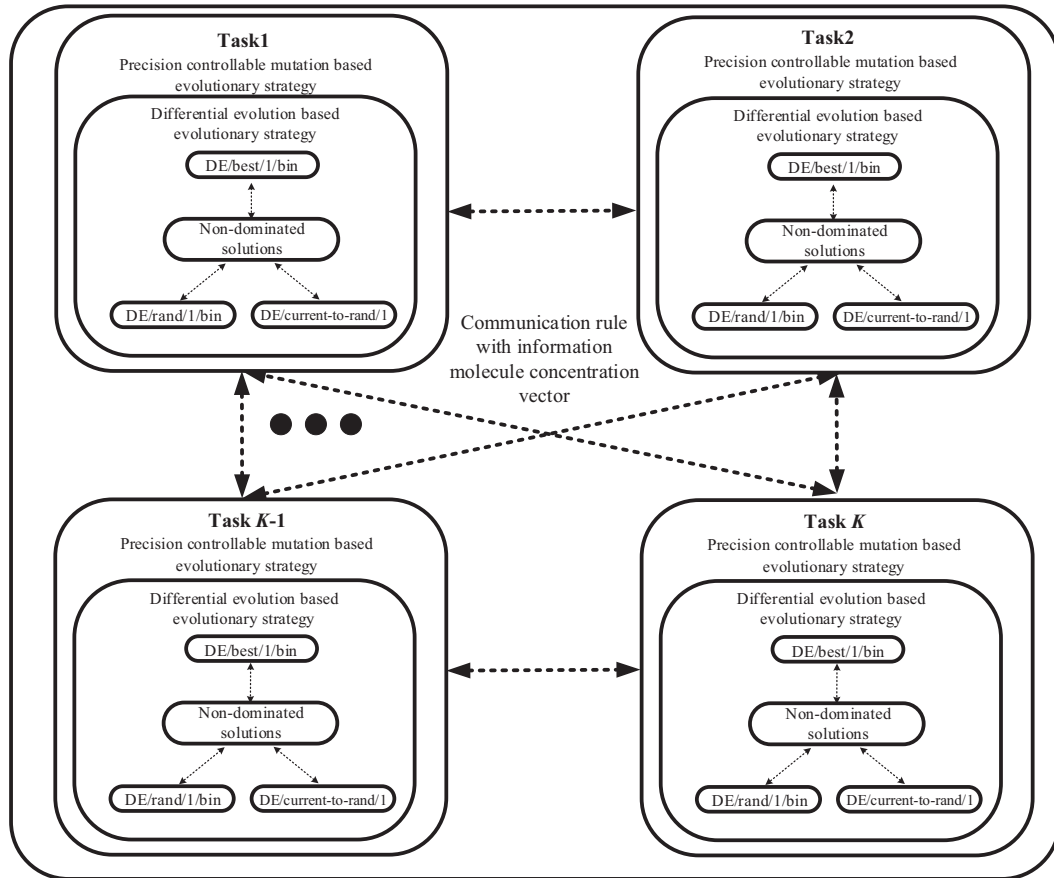 Task1
Precision controllable mutation based
evolutionary strategy
Differential evolution based
evolutionary strategy
DE/best/1/bin
Non-dominated
solutions
DE/rand/1/bin
DE/current-to-rand/1
Task2
Precision controllable mutation based
evolutionary strategy
Differential evolution based
evolutionary strategy
DE/best/1/bin
Non-dominated
solutions
DE/rand/1/bin
DE/current-to-rand/1
Communication rule
with information
molecule concentration
vector
Task K-1
Precision controllable mutation based
evolutionary strategy
Differential evolution based
evolutionary strategy
DE/best/1/bin
Non-dominated
solutions
DE/rand/1/bin
DE/current-to-rand/1
Task K
Precision controllable mutation based
evolutionary strategy
Differential evolution based
evolutionary strategy
DE/best/1/bin
Non-dominated
solutions
DE/rand/1/bin
DE/current-to-rand/1